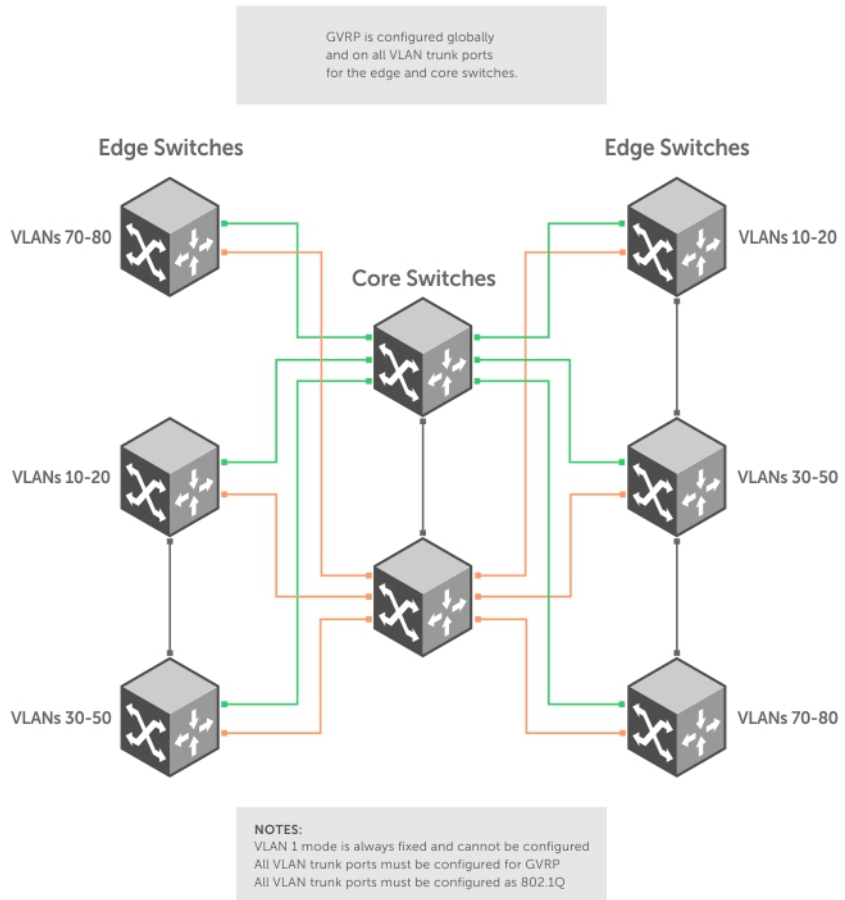 GVRP is configured globally
and on all VLAN trunk ports
for the edge and core switches.
Edge Switches
Edge Switches
VLANs 70-80
VLANs 10-20
Core Switches
VLANs 10-20
VLANs 30-50
VLANs 30-50
VLANs 70-80
NOTES:
VLAN 1 mode is always fixed and cannot be configured
All VLAN trunk ports must be configured for GVRP
All VLAN trunk ports must be configured as 802.1Q